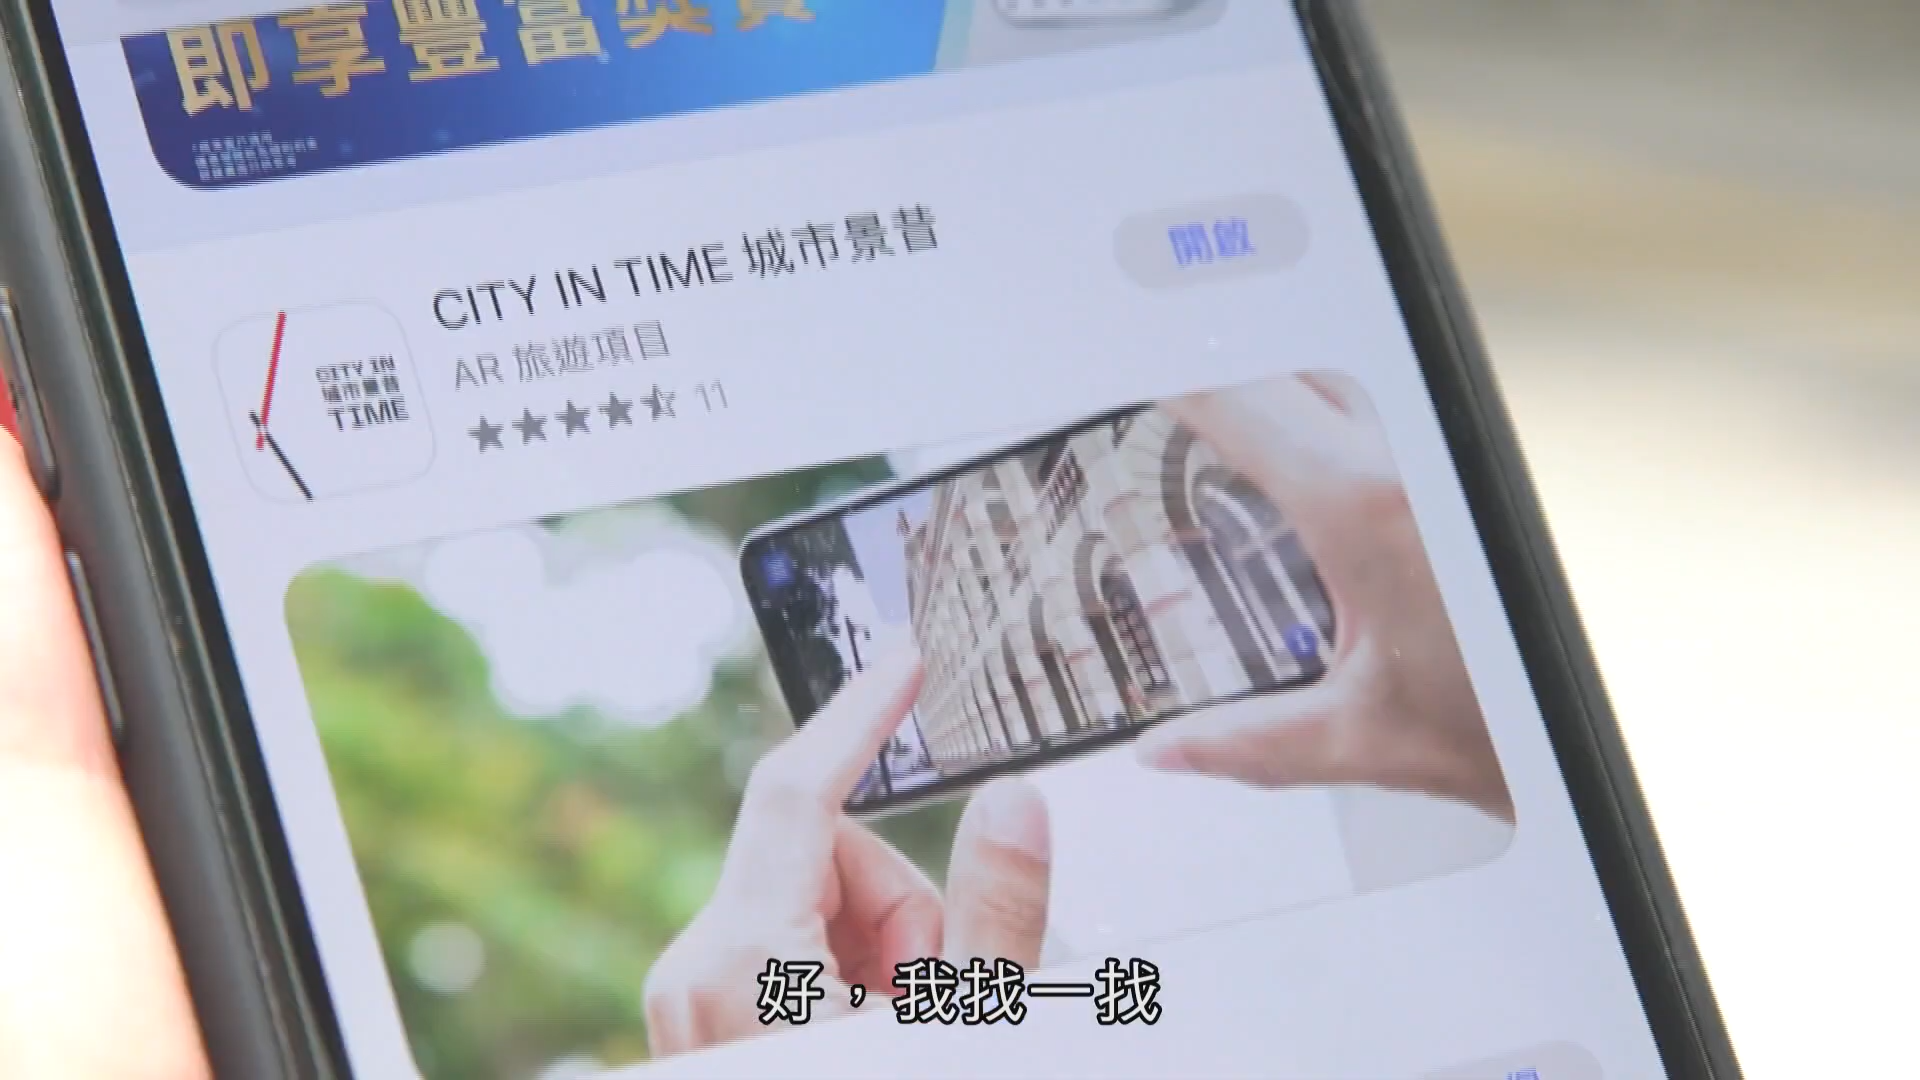 即享豐富獎賞
CITY IN TIME 城市景昔
開啟
AR 旅遊項目
11
CITY IN
城市景昔
TIME
好，我找一找